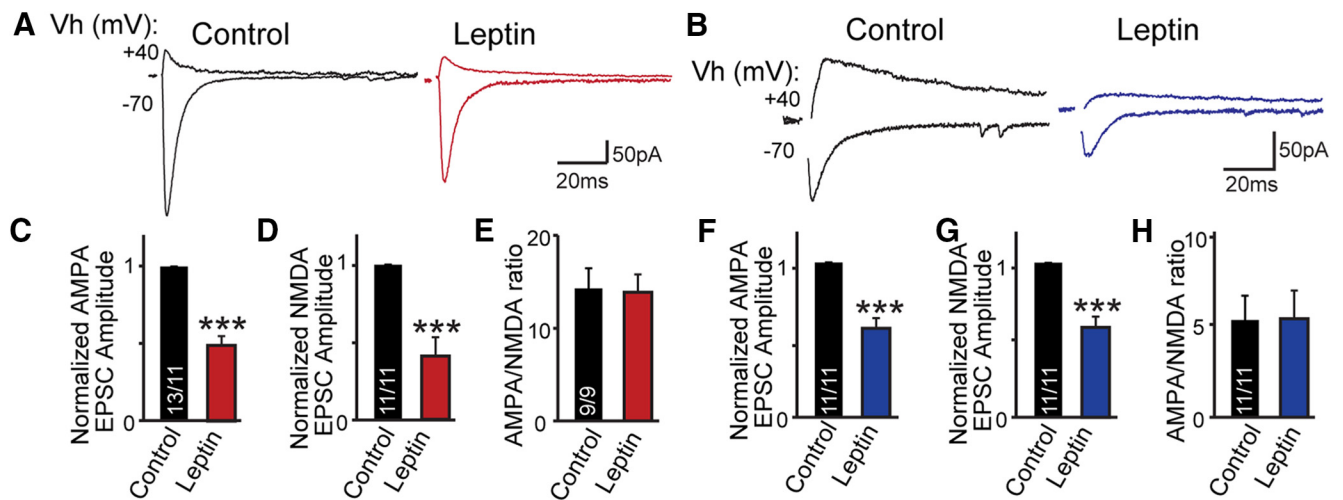 A
Vh (mV):
Control
Leptin
+40
-70
50pA
20ms
B
Control
Leptin
Vh (mV):
+40
-70
50pA
20ms
C
Normalized AMPA
EPSC Amplitude
1
0
13/11
***
Control
Leptin
D
Normalized NMDA
EPSC Amplitude
1
0
11/11
***
Control
Leptin
E
AMPA/NMDA ratio
20
10
0
9/9
Control
Leptin
F
Normalized AMPA
EPSC Amplitude
1
0
11/11
***
Control
Leptin
G
Normalized NMDA
EPSC Amplitude
1
0
11/11
***
Control
Leptin
H
AMPA/NMDA ratio
10
5
0
11/11
Control
Leptin